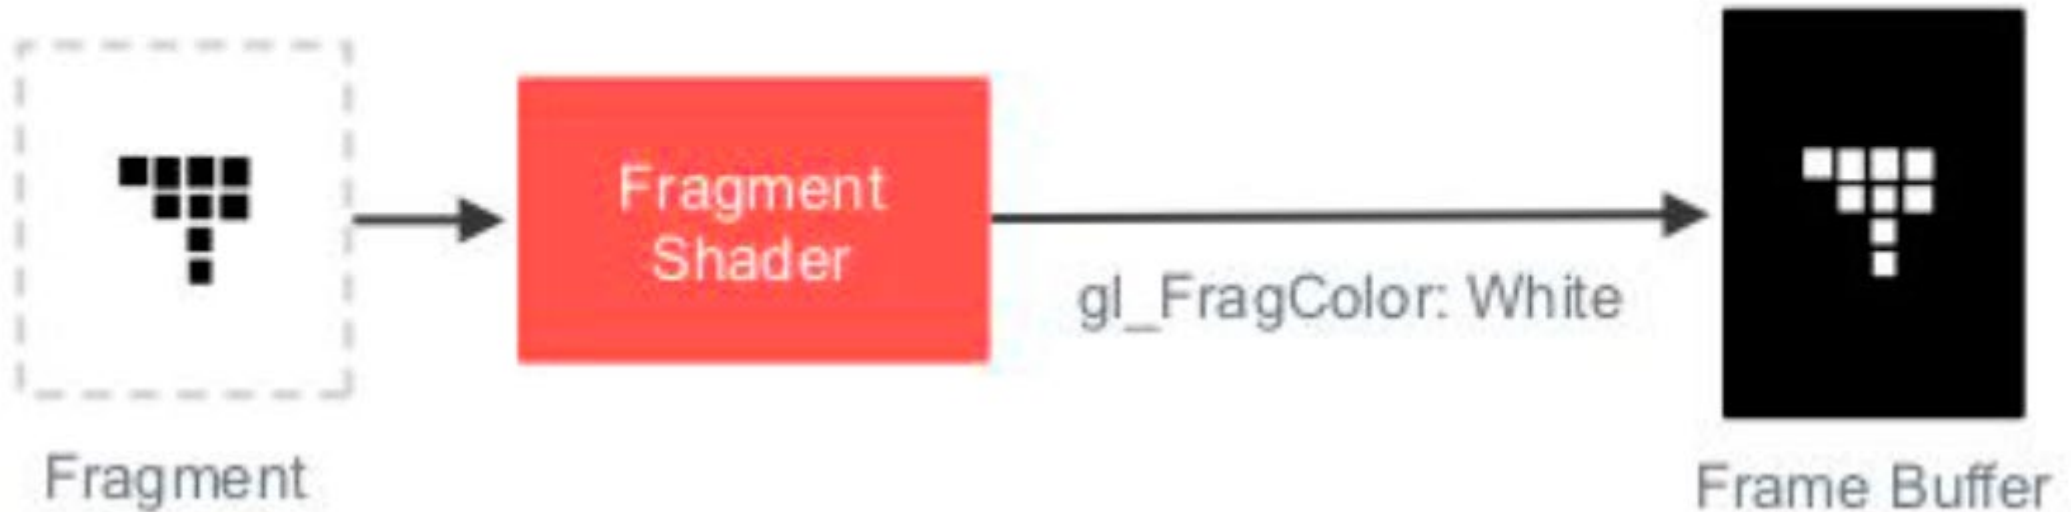 Fragment
Shader
gl_FragColor: White
Fragment
Frame Buffer